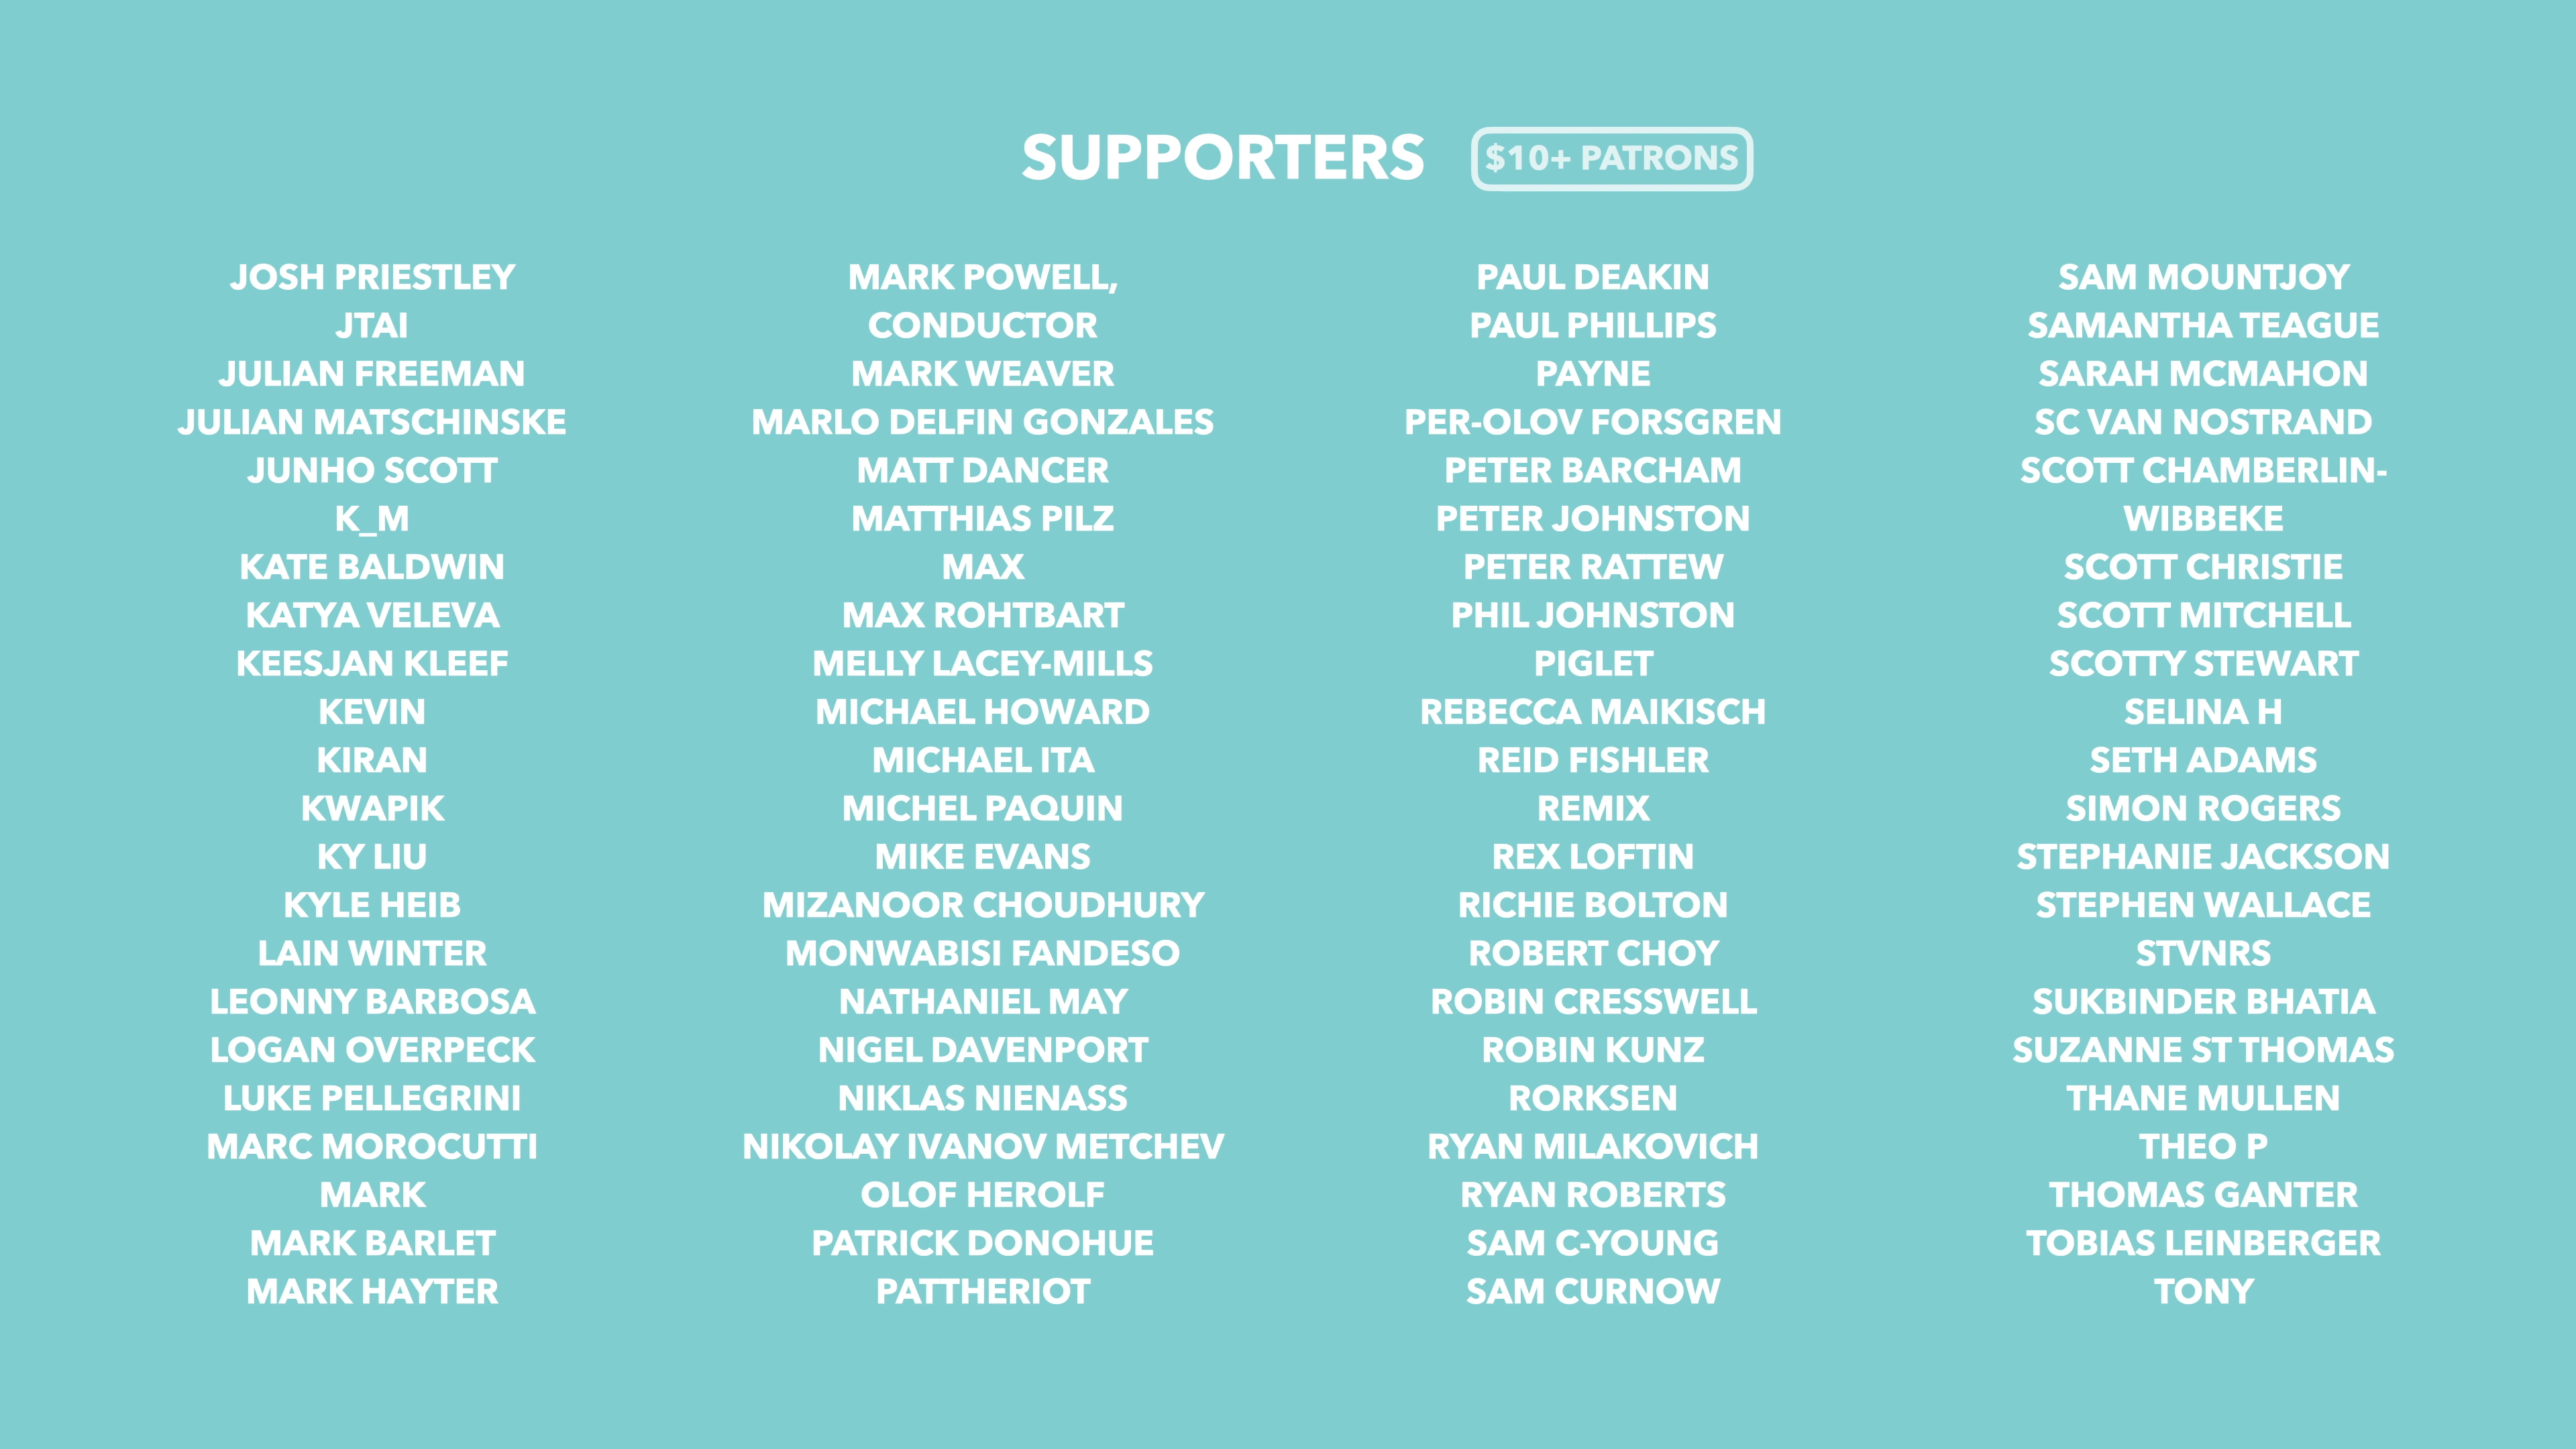 SUPPORTERS
$10+ PATRONS
JOSH PRIESTLEY
JTAI
JULIAN FREEMAN
JULIAN MATSCHINSKE
JUNHO SCOTT
K_M
KATE BALDWIN
KATYA VELEVA
KEESJAN KLEEF
KEVIN
KIRAN
KWAPIK
KY LIU
KYLE HEIB
LAIN WINTER
LEONNY BARBOSA
LOGAN OVERPECK
LUKE PELLEGRINI
MARC MOROCUTTI
MARK
MARK BARLET
MARK HAYTER
MARK POWELL,
CONDUCTOR
MARK WEAVER
MARLO DELFIN GONZALES
MATT DANCER
MATTHIAS PILZ
MAX
MAX ROHTBART
MELLY LACEY-MILLS
MICHAEL HOWARD
MICHAEL ITA
MICHEL PAQUIN
MIKE EVANS
MIZANOOR CHOUDHURY
MONWABISI FANDESO
NATHANIEL MAY
NIGEL DAVENPORT
NIKLAS NIENASS
NIKOLAY IVANOV METCHEV
OLOF HEROLF
PATRICK DONOHUE
PATTHERIOT
PAUL DEAKIN
PAUL PHILLIPS
PAYNE
PER-OLOV FORSGREN
PETER BARCHAM
PETER JOHNSTON
PETER RATTEW
PHIL JOHNSTON
PIGLET
REBECCA MAIKISCH
REID FISHLER
REMIX
REX LOFTIN
RICHIE BOLTON
ROBERT CHOY
ROBIN CRESSWELL
ROBIN KUNZ
RORKSEN
RYAN MILAKOVICH
RYAN ROBERTS
SAM C-YOUNG
SAM CURNOW
SAM MOUNTJOY
SAMANTHA TEAGUE
SARAH MCMAHON
SC VAN NOSTRAND
SCOTT CHAMBERLIN-
WIBBEKE
SCOTT CHRISTIE
SCOTT MITCHELL
SCOTTY STEWART
SELINA H
SETH ADAMS
SIMON ROGERS
STEPHANIE JACKSON
STEPHEN WALLACE
STVNRS
SUKBINDER BHATIA
SUZANNE ST THOMAS
THANE MULLEN
THEO P
THOMAS GANTER
TOBIAS LEINBERGER
TONY